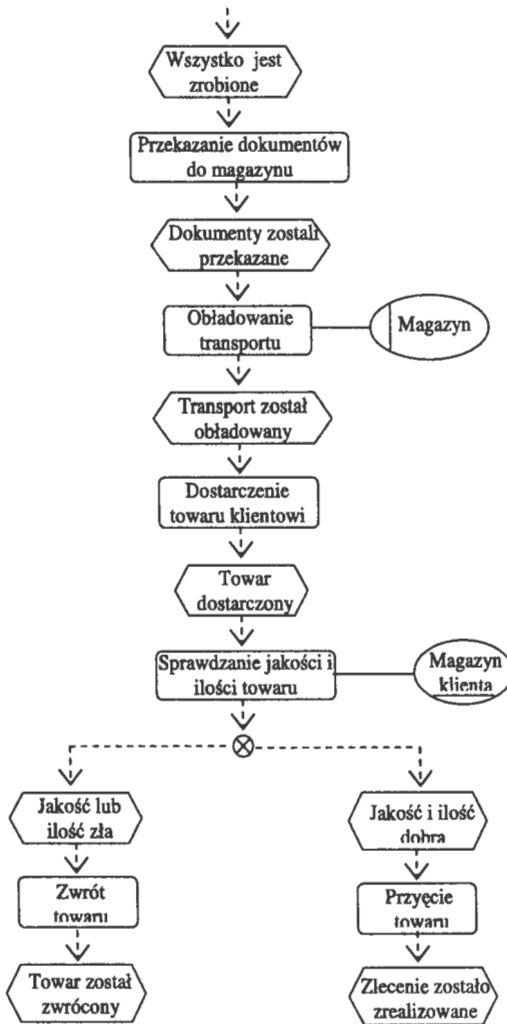 Wszystko jest
zrobione
Przekazanie dokumentów
do magazynu
Dokumenty zostałt
przekazane
Obładowanie
transportu
Magazyn
Transport został
obładowany
Dostarczenie
towaru klientowi
Towar
dostarczony
Sprawdzanie jakości i
ilości towaru
Magazyn
klienta
Jakość lub
ilość zła
Jakość i ilość
dobra
Zwrót
towaru
Przyęcie
towaru
Towar został
zwrócony
Zlecenie zostało
zrealizowane